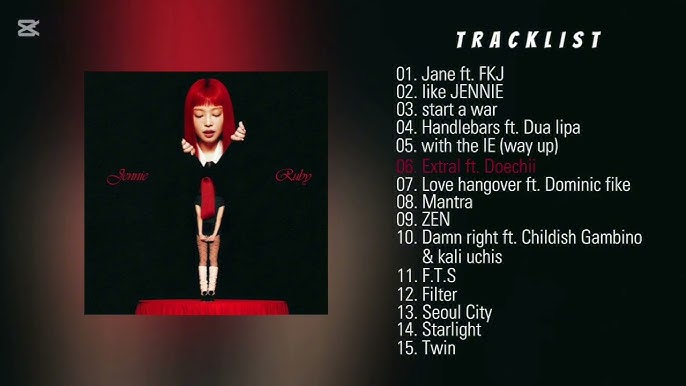 TRACKLIST
01. Jane ft. FKJ
02. like JENNIE
03. start a war
04. Handlebars ft. Dua lipa
05. with the IE (way up)
06. Extral ft. Doechii
07. Love hangover ft. Dominic fike
08. Mantra
09. ZEN
10. Damn right ft. Childish Gambino
& kali uchis
11. F.T.S
12. Filter
13. Seoul City
14. Starlight
15. Twin
Jennie
Ruby